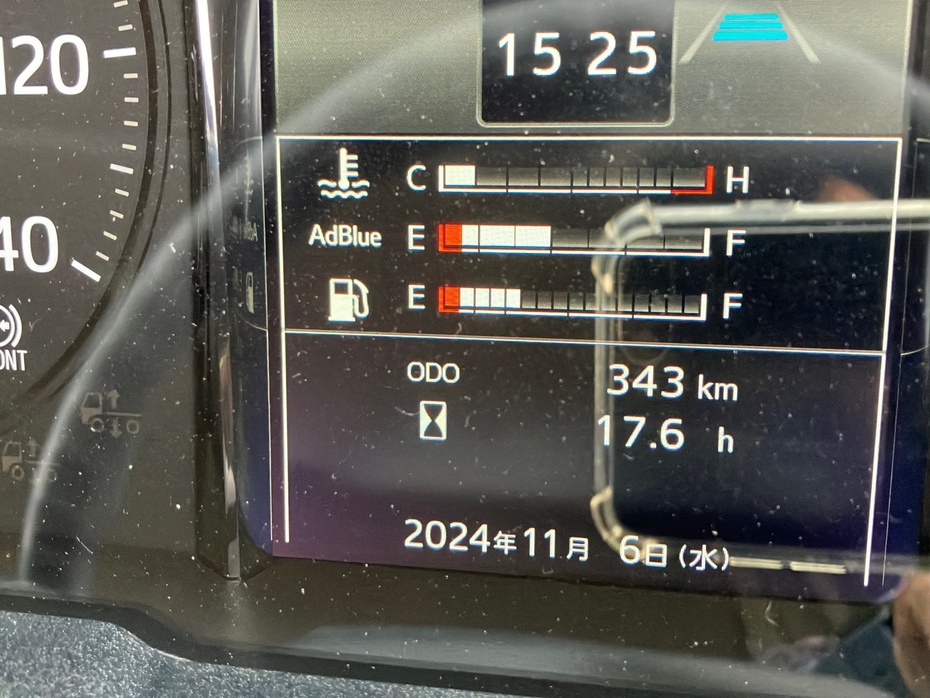 120
15 25
C H
AdBlue E F
40
E F
ONT
ODO 343 km
17.6 h
2024年11月 6日(水)